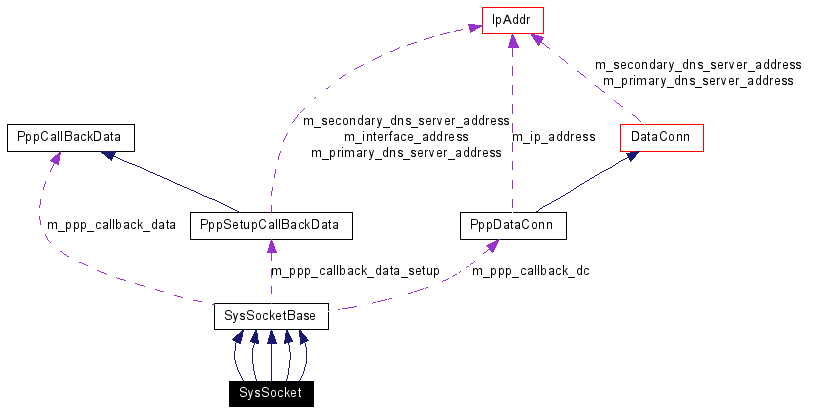 IpAddr
m_secondary_dns_server_address
m_primary_dns_server_address
m_secondary_dns_server_address
m_interface_address
m_primary_dns_server_address
m_ip_address
PppCallBackData
DataConn
m_ppp_callback_data
PppSetupCallBackData
PppDataConn
m_ppp_callback_data_setup
m_ppp_callback_dc
SysSocketBase
SysSocket